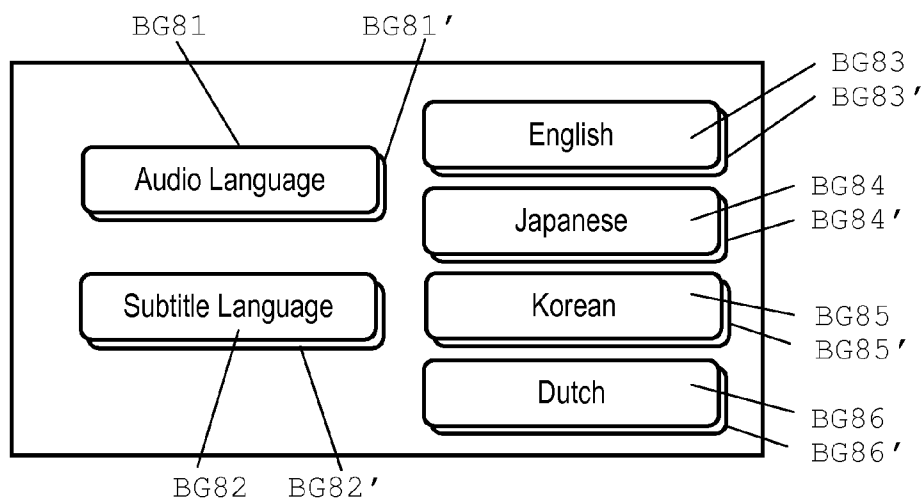 BG81 BG81'
BG83
BG83'
English
Audio Language
BG84
BG84'
Japanese
Subtitle Language
Korean
BG85
BG85'
Dutch
BG86
BG86'
BG82 BG82'